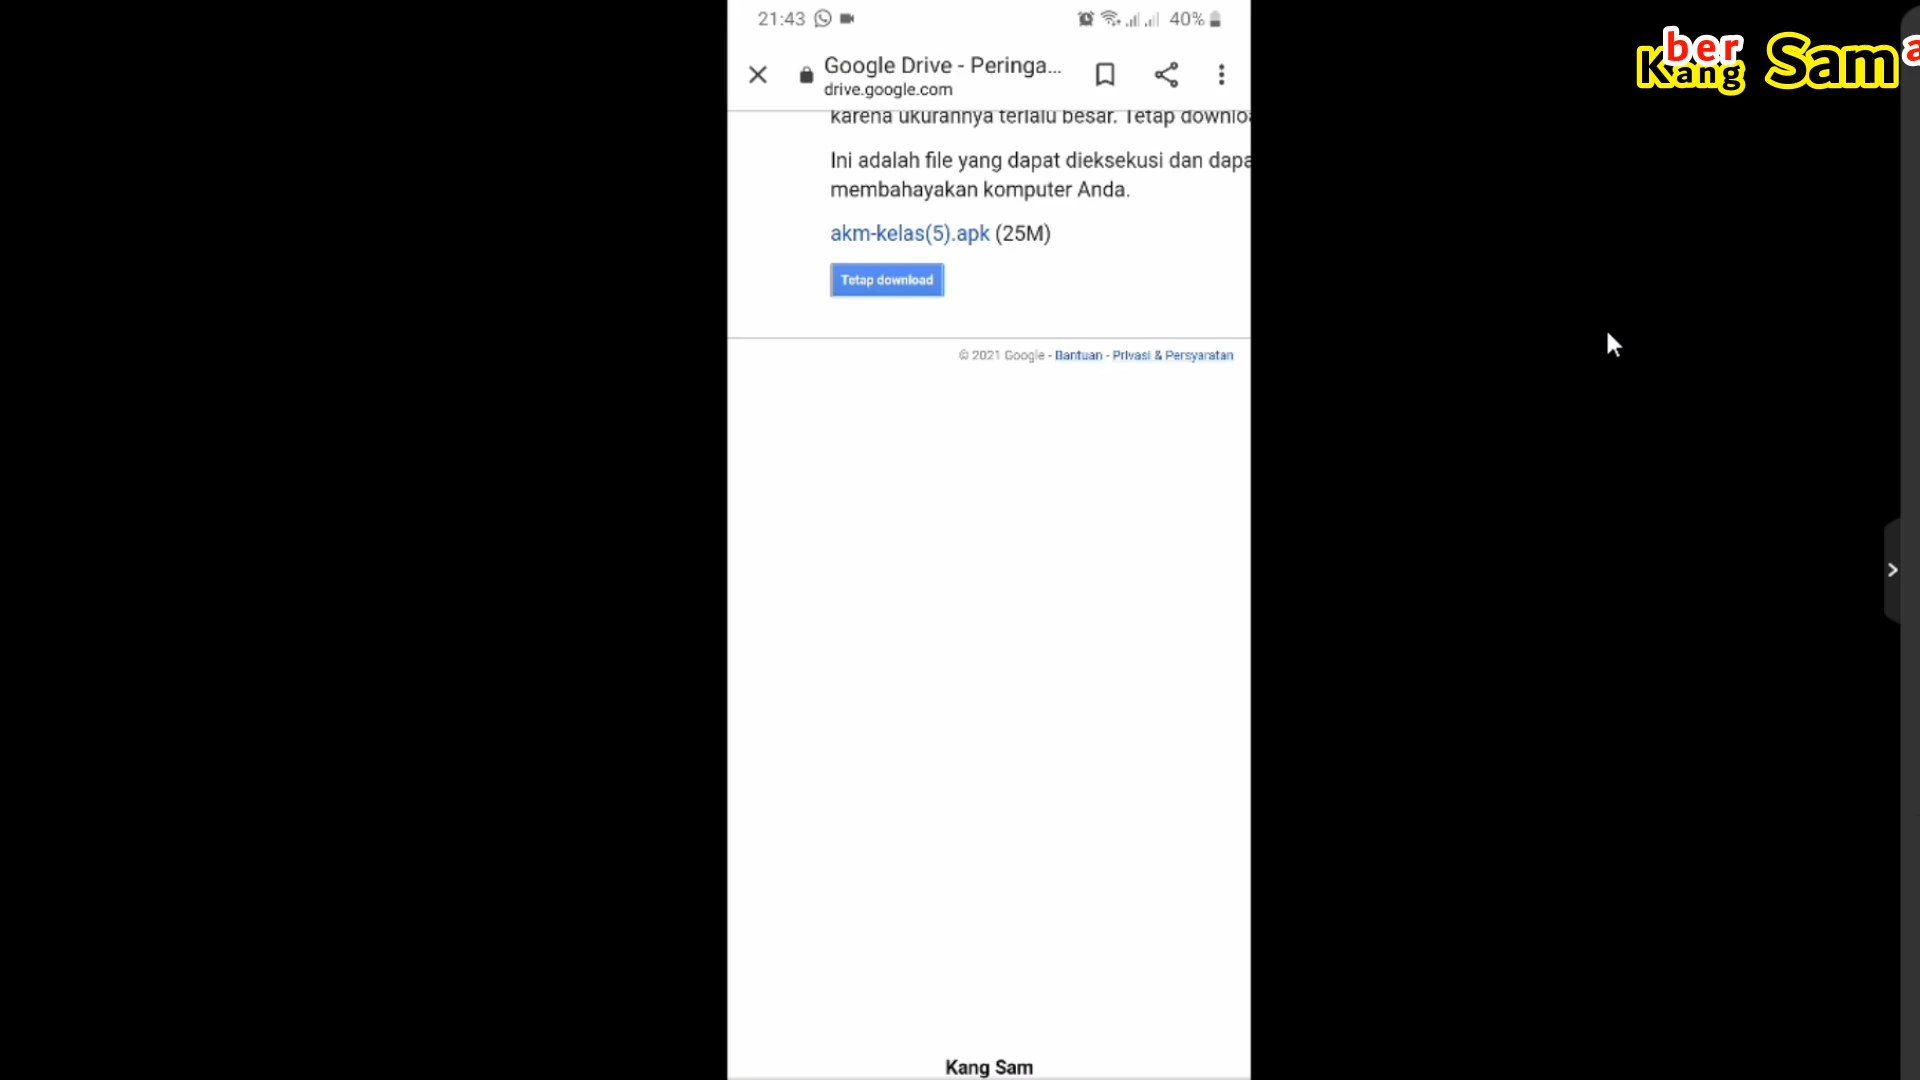 21:43
40%
ber
Kang Sam
Google Drive - Peringa...
drive.google.com
karena ukurannya terlalu besar. Tetap downloa
Ini adalah file yang dapat dieksekusi dan dapa
membahayakan komputer Anda.
akm-kelas(5).apk (25M)
Tetap download
© 2021 Google - Bantuan - Privasi & Persyaratan
Kang Sam